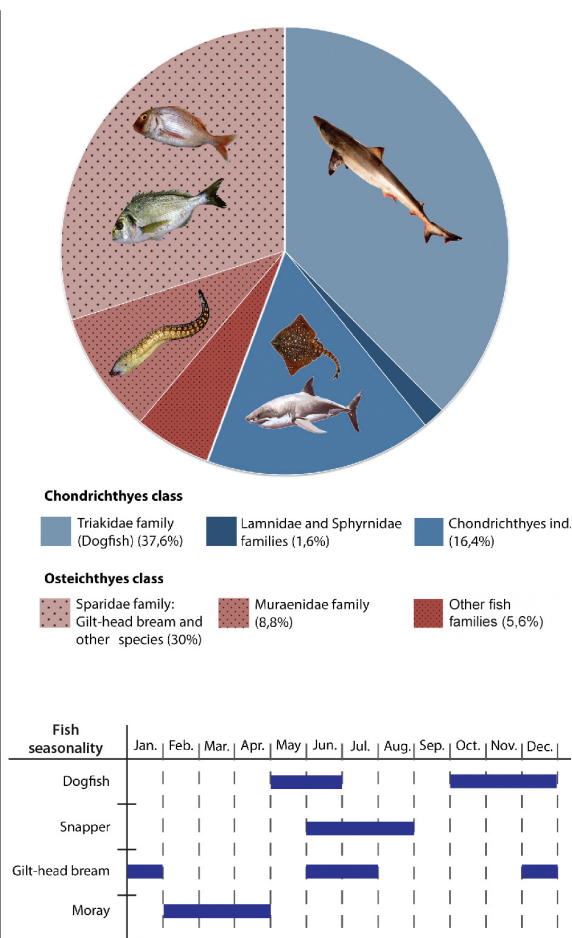 Chondrichthyes class
Triakidae family
(Dogfish) (37,6%)
Lamnidae and Sphyrnidae
families (1,6%)
Chondrichthyes ind.
(16,4%)
Osteichthyes class
Sparidae family:
Gilt-head bream and
other species (30%)
Muraenidae family
(8,8%)
Other fish
families (5,6%)
Fish
seasonality
Jan. Feb. Mar. Apr. May Jun. Jul. Aug. Sep. Oct. Nov. Dec.
Dogfish
Snapper
Gilt-head bream
Moray